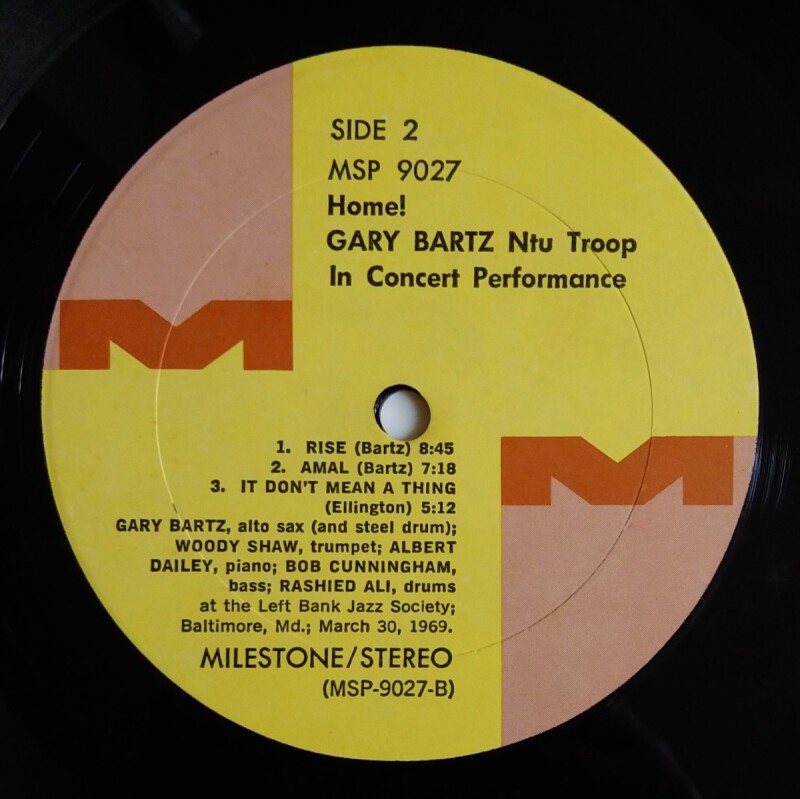 SIDE 2
MSP 9027
Home!
GARY BARTZ Ntu Troop
In Concert Performance
M
M
1. RISE (Bartz) 8:45
2. AMAL (Bartz) 7:18
3. IT DON'T MEAN A THING
(Ellington) 5:12
GARY BARTZ, alto sax (and steel drum);
WOODY SHAW, trumpet; ALBERT
DAILEY, piano; BOB CUNNINGHAM,
bass; RASHIED ALI, drums
at the Left Bank Jazz Society;
Baltimore, Md.; March 30, 1969.
MILESTONE/STEREO
(MSP-9027-B)